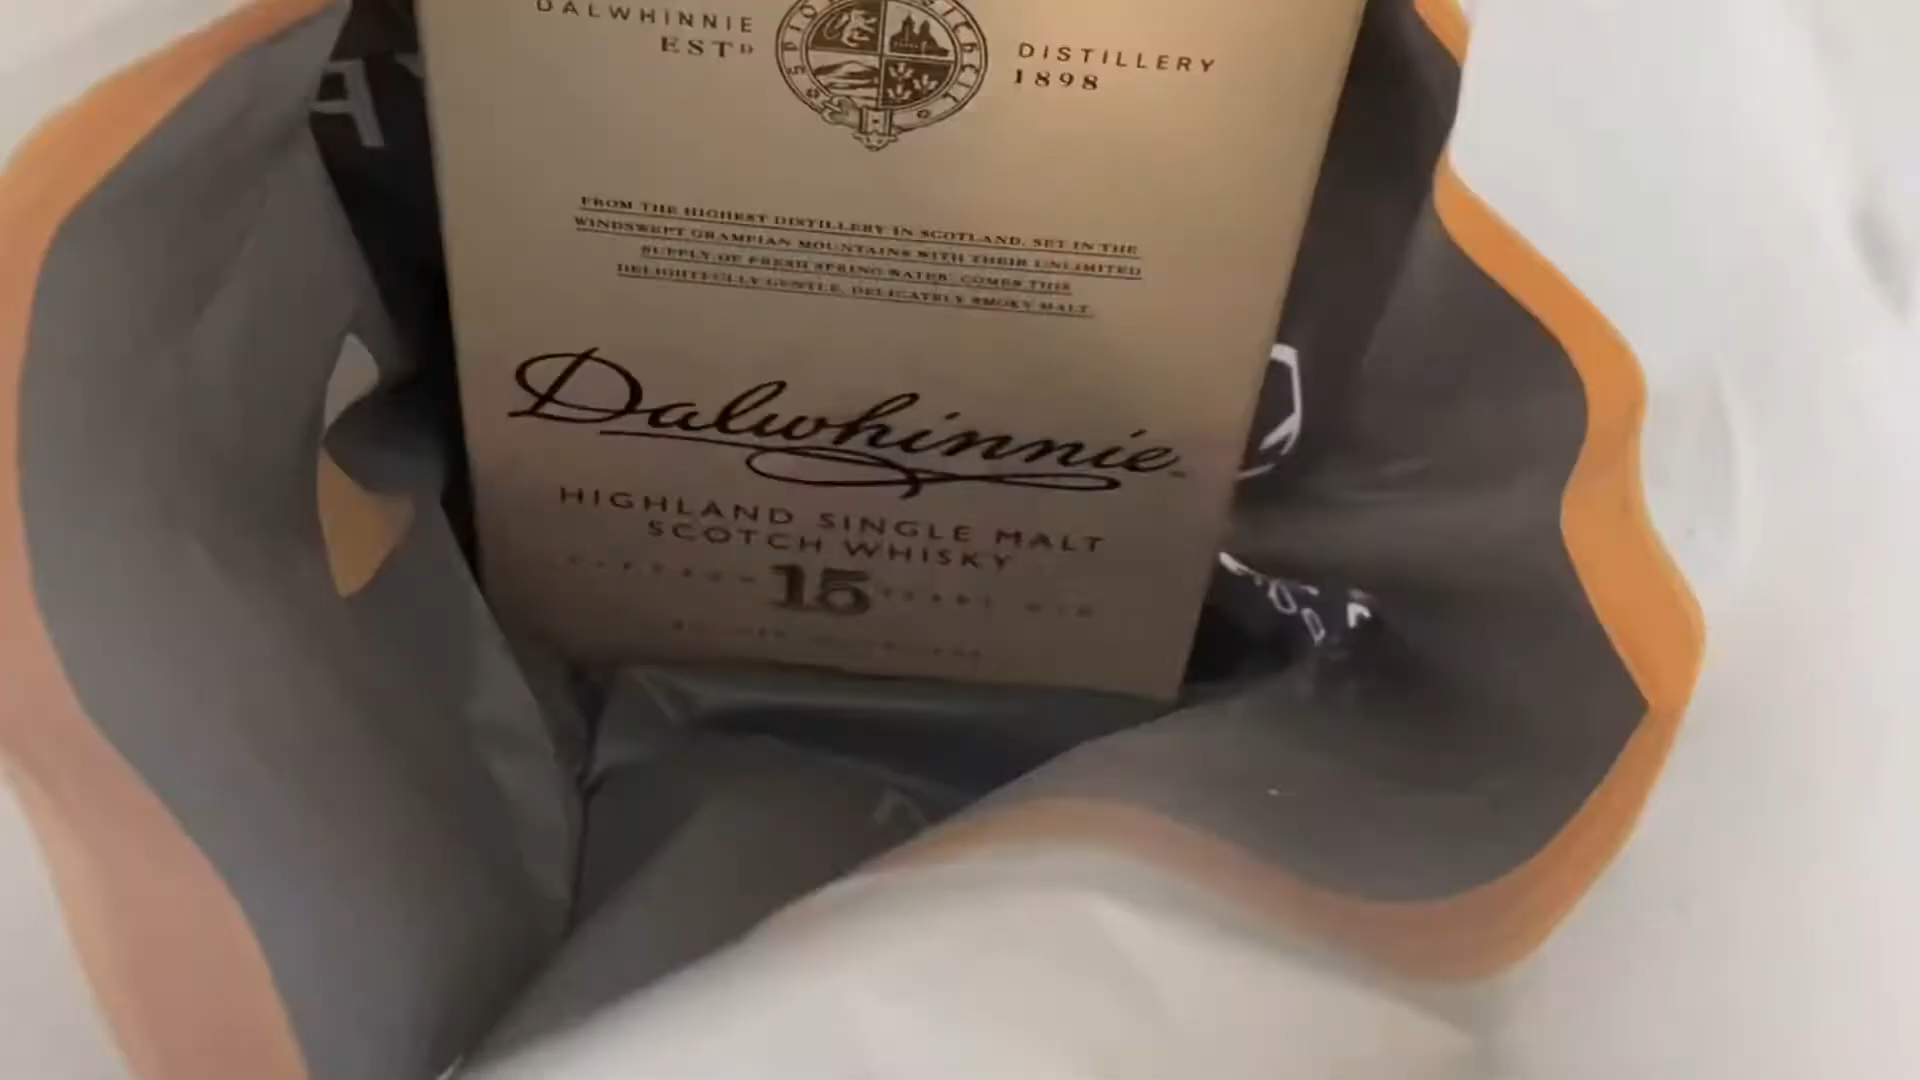 DALWHINNIE
ESTD
DISTILLERY
1898
FROM THE HIGHEST DISTILLERY IN SCOTLAND, SET IN THE
WINDSWEPT GRAMPIAN MOUNTAINS WITH THEIR UNLIMITED
SUPPLY OF FRESH SPRING WATER, COMES THIS
DELIGHTFULLY GENTLE, DELICATELY SMOKY MALT.
Dalwhinnie
HIGHLAND SINGLE MALT
SCOTCH WHISKY
15